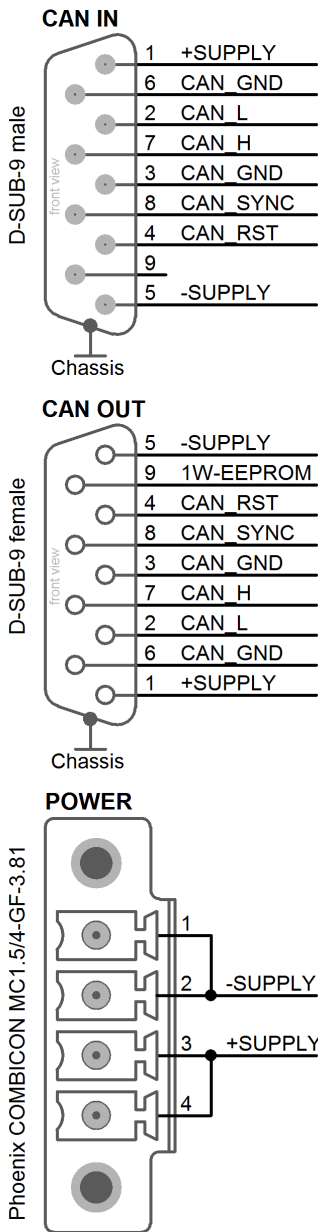 CAN IN
D-SUB-9 male
front view
1 +SUPPLY
6 CAN_GND
2 CAN_L
7 CAN_H
3 CAN_GND
8 CAN_SYNC
4 CAN_RST
9
5 -SUPPLY
Chassis
CAN OUT
D-SUB-9 female
front view
5 -SUPPLY
9 1W-EEPROM
4 CAN_RST
8 CAN_SYNC
3 CAN_GND
7 CAN_H
2 CAN_L
6 CAN_GND
1 +SUPPLY
Chassis
POWER
Phoenix COMBICON MC1.5/4-GF-3.81
1
2 -SUPPLY
3 +SUPPLY
4